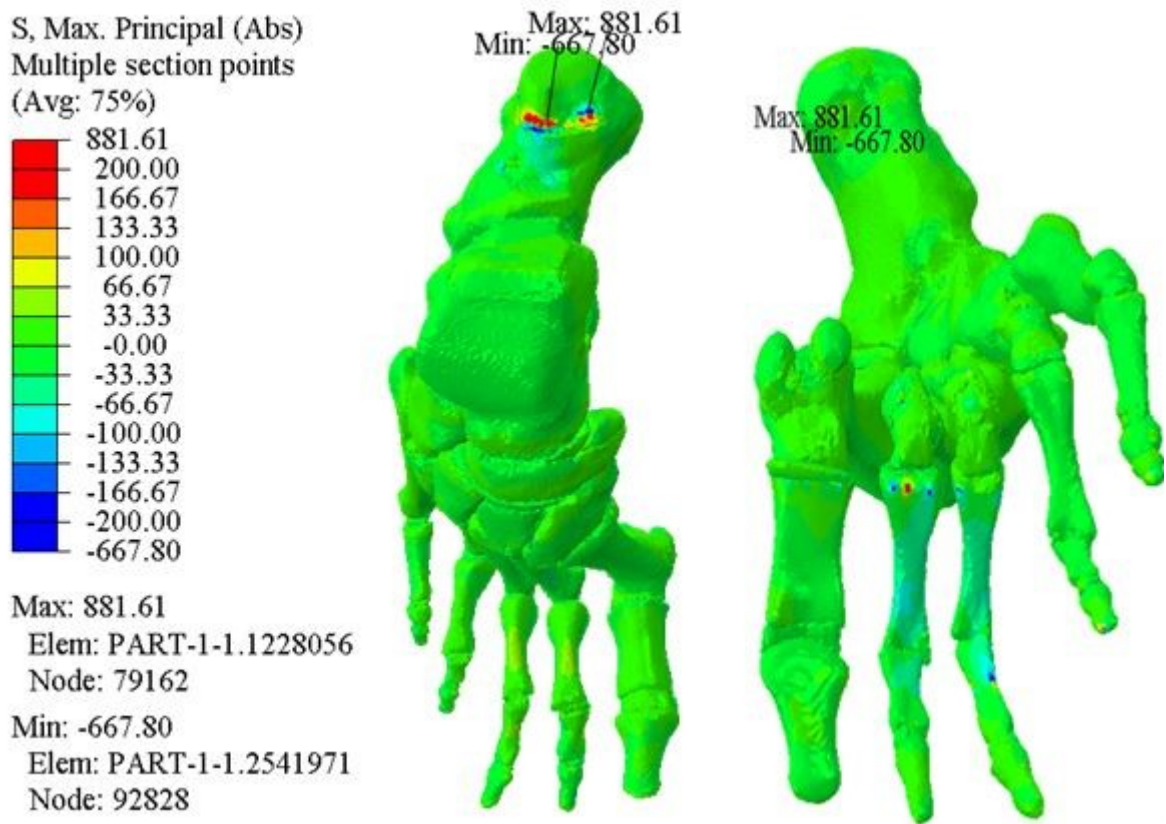 S, Max. Principal (Abs)
Multiple section points
(Avg: 75%)
881.61
200.00
166.67
133.33
100.00
66.67
33.33
-0.00
-33.33
-66.67
-100.00
-133.33
-166.67
-200.00
-667.80
Max: 881.61
Elem: PART-1-1.1228056
Node: 79162
Min: -667.80
Elem: PART-1-1.2541971
Node: 92828
Max: 881.61
Min: -667.80
Max: 881.61
Min: -667.80